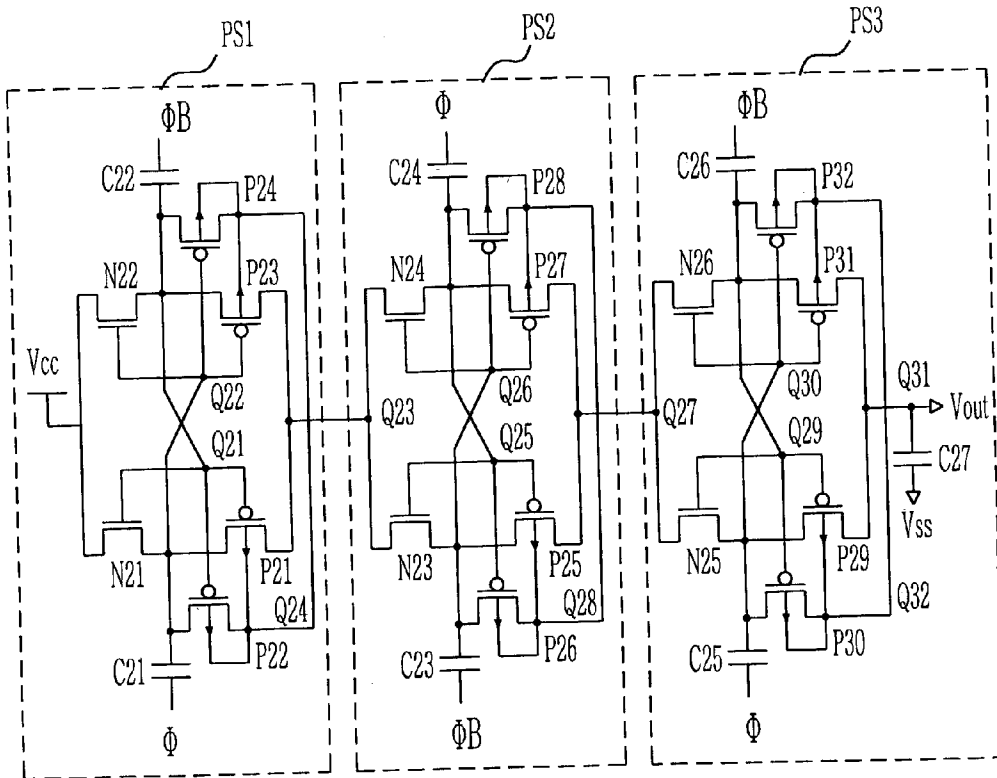 PS1
PS2
PS3
ΦB
Φ
ΦB
C22
P24
C24
P28
C26
P32
N22
P23
N24
P27
N26
P31
Vcc
Q22
Q23
Q26
Q27
Q30
Q31
Vout
Q21
Q25
Q29
C27
Vss
N21
P21
N23
P25
N25
P29
Q24
Q28
Q32
C21
P22
C23
P26
C25
P30
Φ
ΦB
Φ